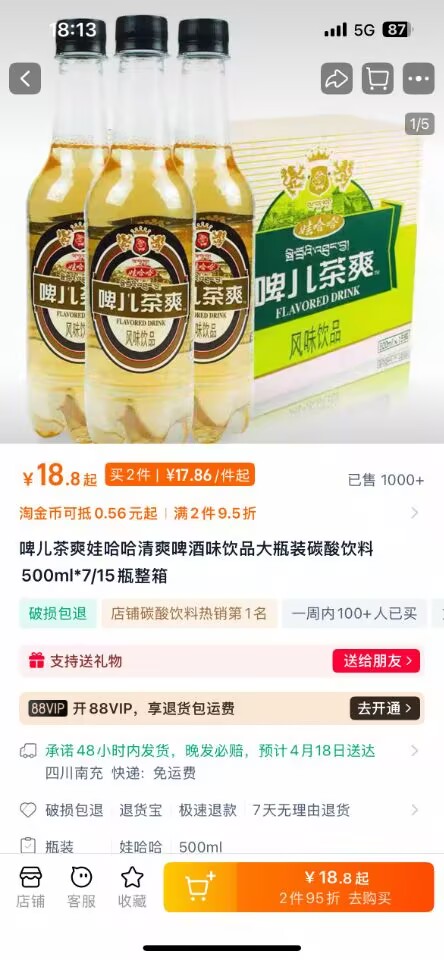 18:13
5G 87
1/5
娃哈哈
啤儿茶爽
FLAVORED DRINK
风味饮品
娃哈哈
啤儿茶爽
FLAVORED DRINK
风味饮品
¥18.8起 买2件 | ¥17.86/件起 已售 1000+
淘金币可抵0.56元起 | 满2件9.5折
啤儿茶爽娃哈哈清爽啤酒味饮品大瓶装碳酸饮料
500ml*7/15瓶整箱
破损包退 店铺碳酸饮料热销第1名 一周内100+人已买
支持送礼物 送给朋友
88VIP 开88VIP，享退货包运费 去开通
承诺48小时内发货，晚发必赔，预计4月18日送达
四川南充 快递：免运费
破损包退 退货宝 极速退款 7天无理由退货
瓶装 娃哈哈 500ml
店铺 客服 收藏
¥18.8起
2件95折 去购买